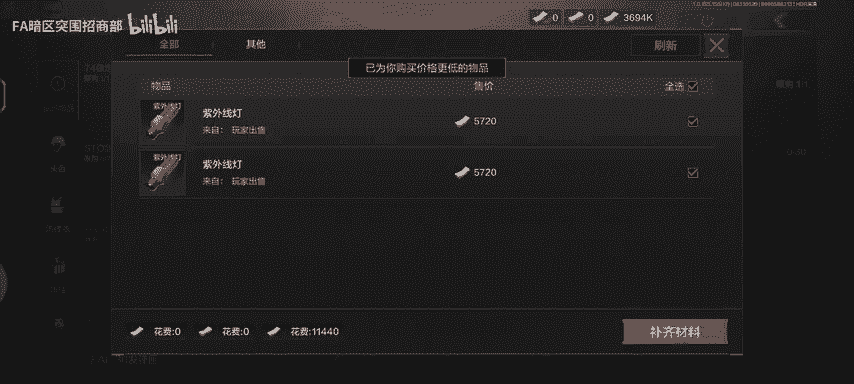 FA暗区突围招商部 bilibili
0 0 3694K
全部 其他 刷新
已为你购买价格更低的物品
物品 售价 全选
紫外线灯
紫外线灯
来自: 玩家出售
5720
紫外线灯
紫外线灯
来自: 玩家出售
5720
花费:0 花费:0 花费:11440 补齐材料